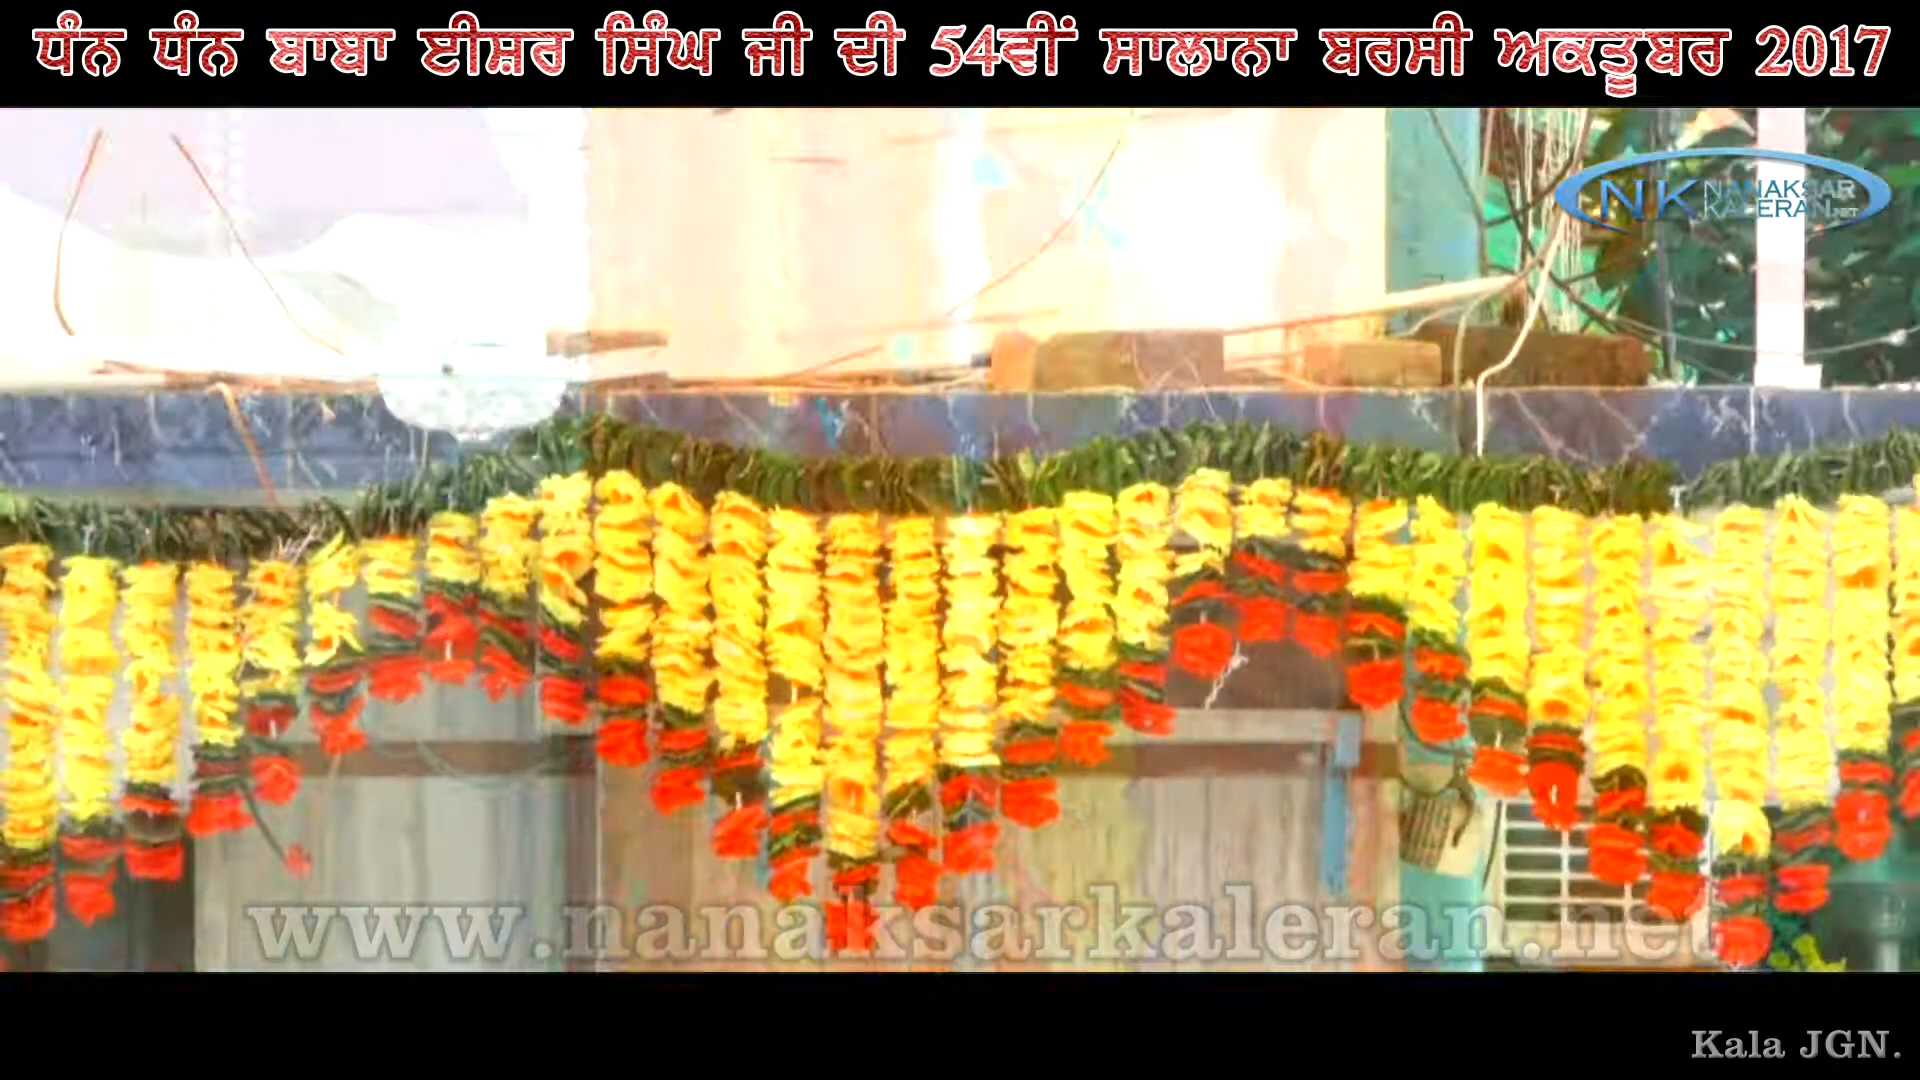 ਧੰਨ ਧੰਨ ਬਾਬਾ ਈਸ਼ਰ ਸਿੰਘ ਜੀ ਦੀ 54ਵੀਂ ਸਾਲਾਨਾ ਬਰਸੀ ਅਕਤੂਬਰ 2017
NK NANAKSAR
KALERAN.NET
www.nanaksarkaleran.net
Kala JGN.